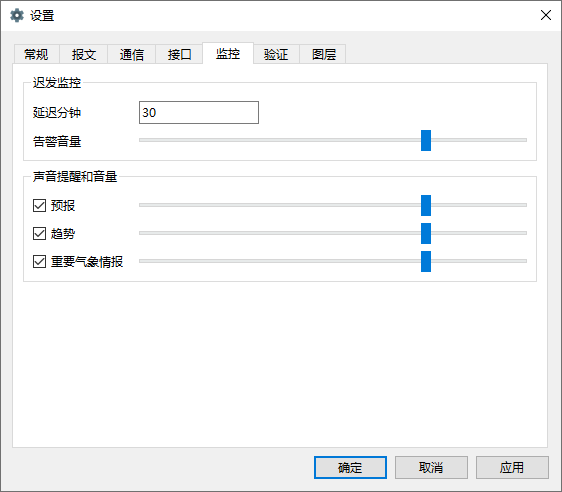 设置
常规 报文 通信 接口 监控 验证 图层
迟发监控
延迟分钟 30
告警音量
声音提醒和音量
预报
趋势
重要气象情报
确定 取消 应用